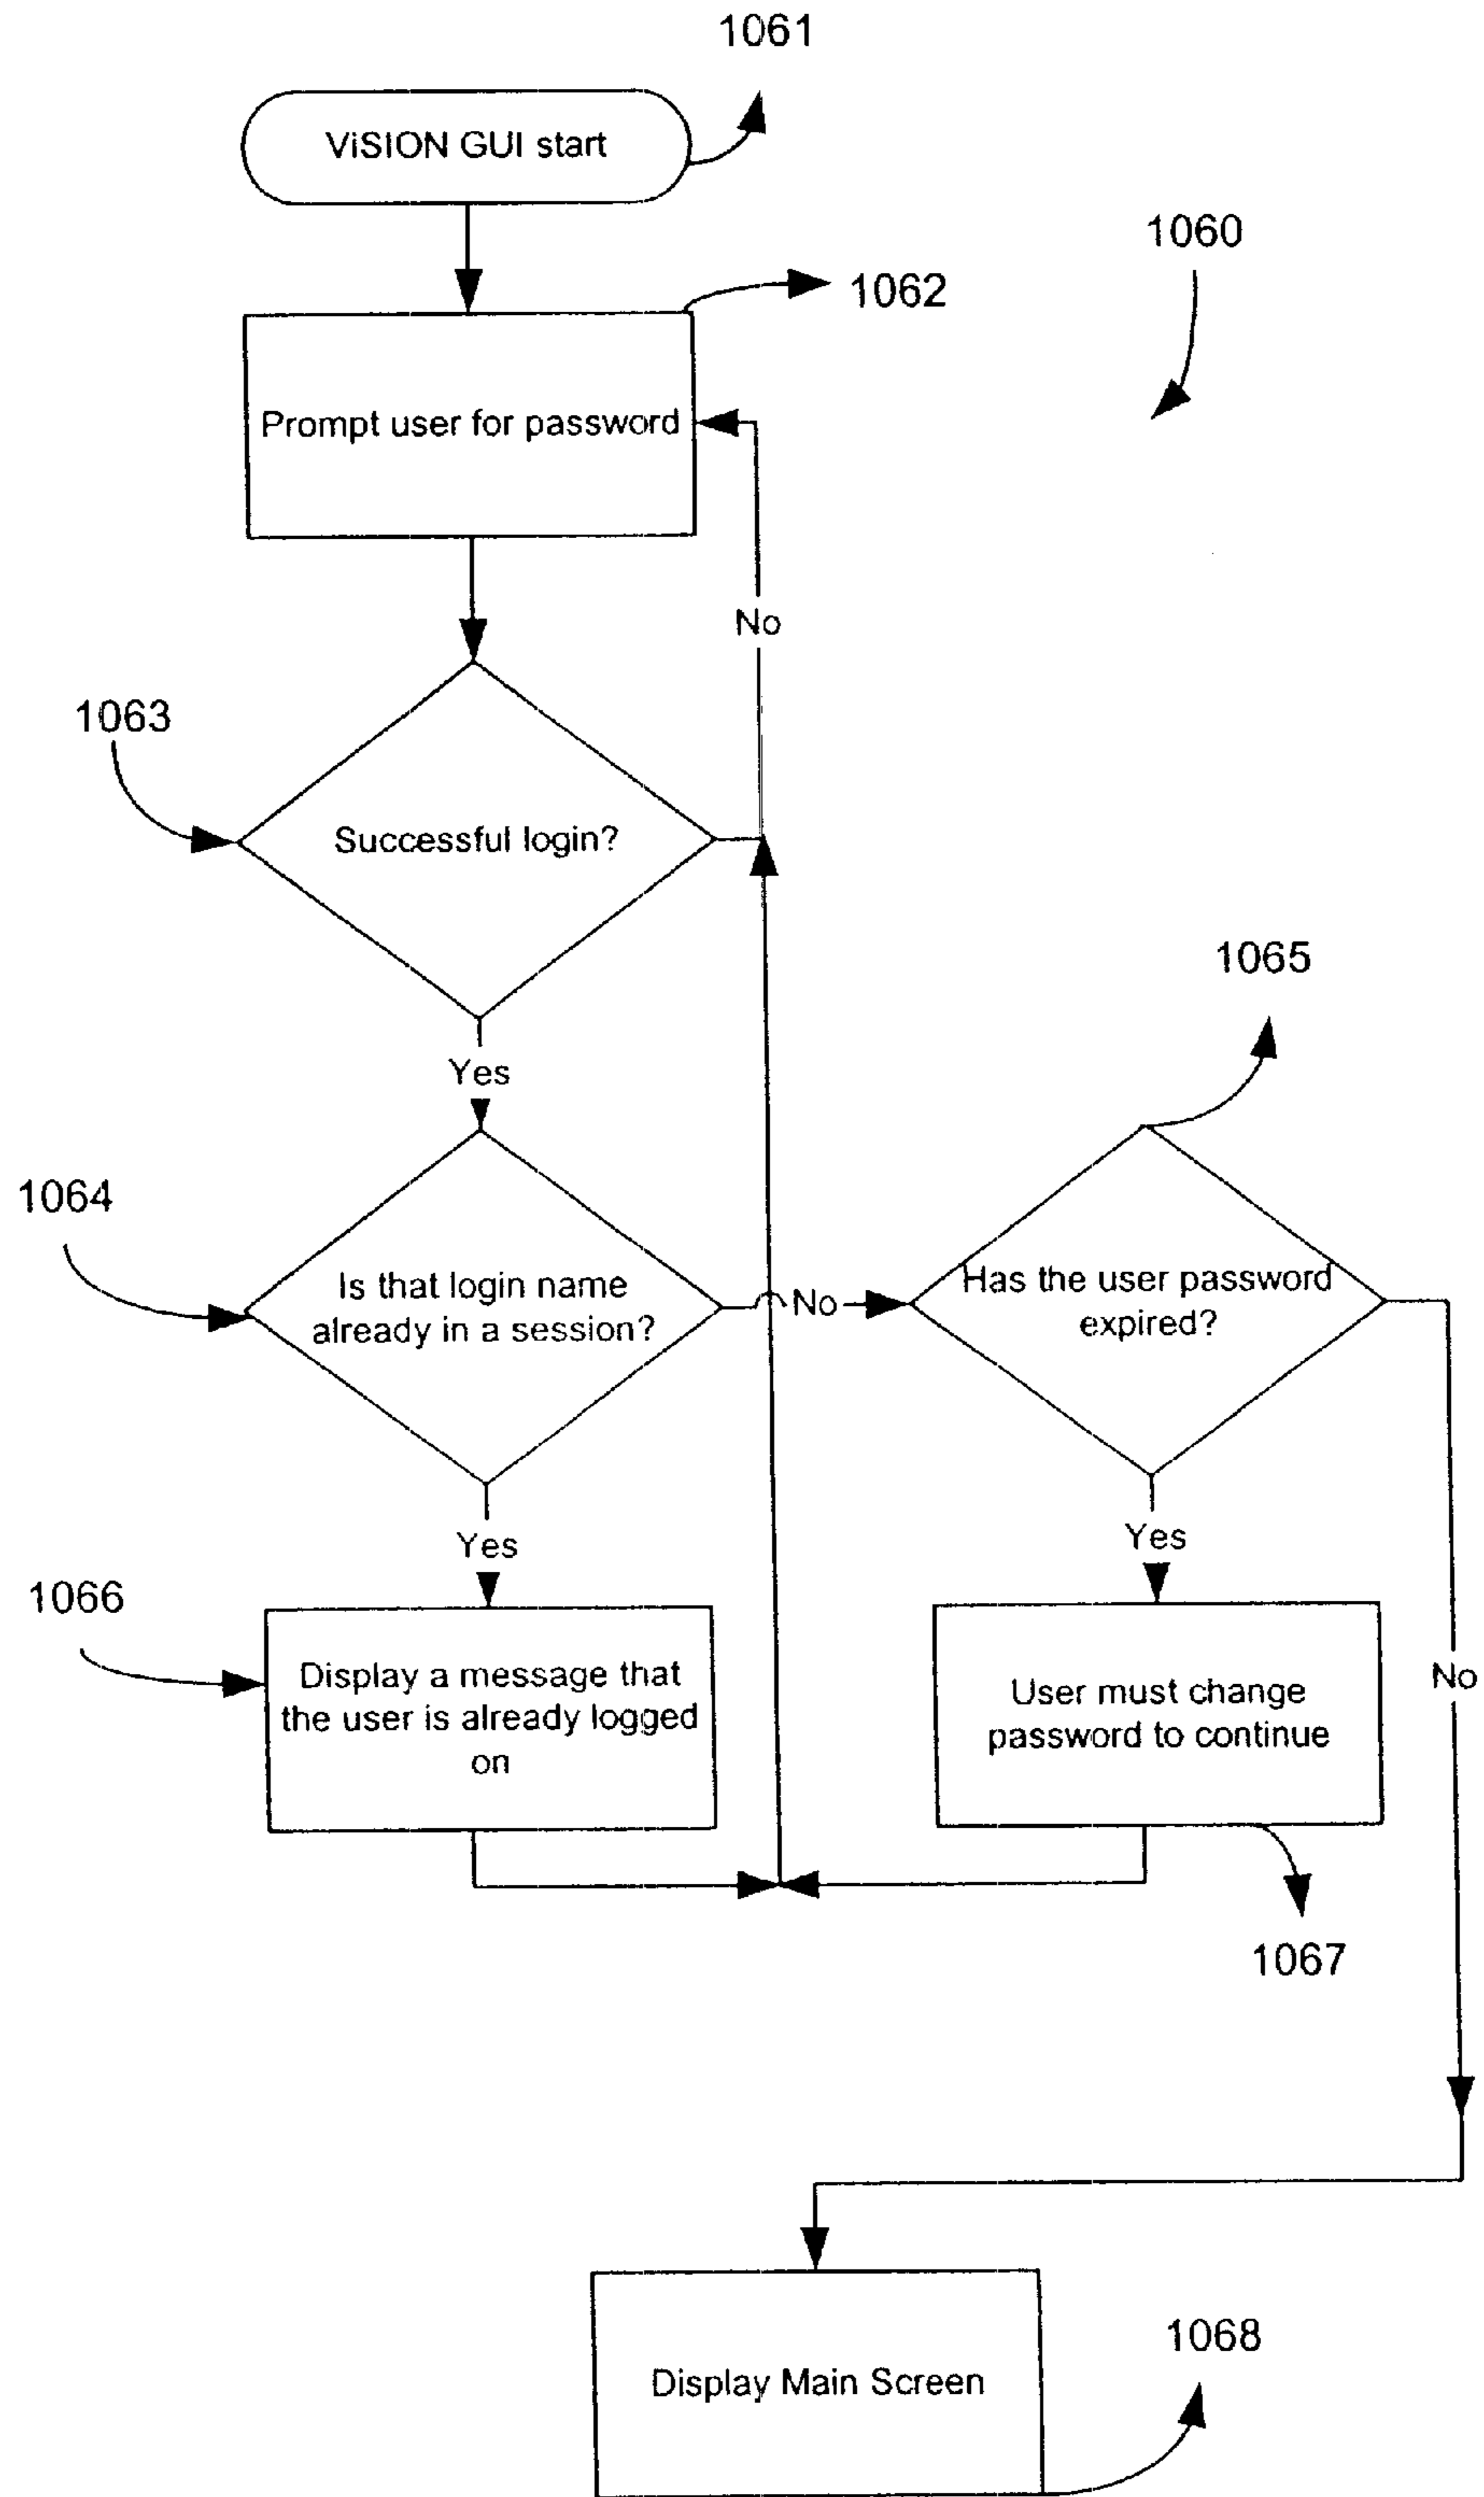 1061
ViSION GUI start
1060
1062
Prompt user for password
No
1063
Successful login?
1065
Yes
1064
Is that login name
already in a session?
No
Has the user password
expired?
Yes
Yes
1066
Display a message that
the user is already logged
on
User must change
password to continue
No
1067
1068
Display Main Screen